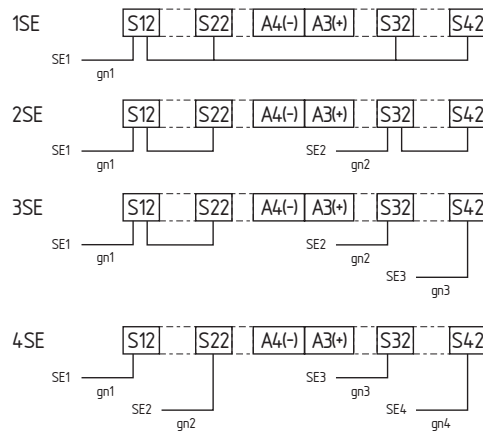 1SE S12 S22 A4(-) A3(+) S32 S42
SE1
gn1
2SE S12 S22 A4(-) A3(+) S32 S42
SE1 SE2
gn1 gn2
3SE S12 S22 A4(-) A3(+) S32 S42
SE1 SE2
gn1 gn2
SE3
gn3
4SE S12 S22 A4(-) A3(+) S32 S42
SE1 SE3
gn1 gn3
SE2 SE4
gn2 gn4